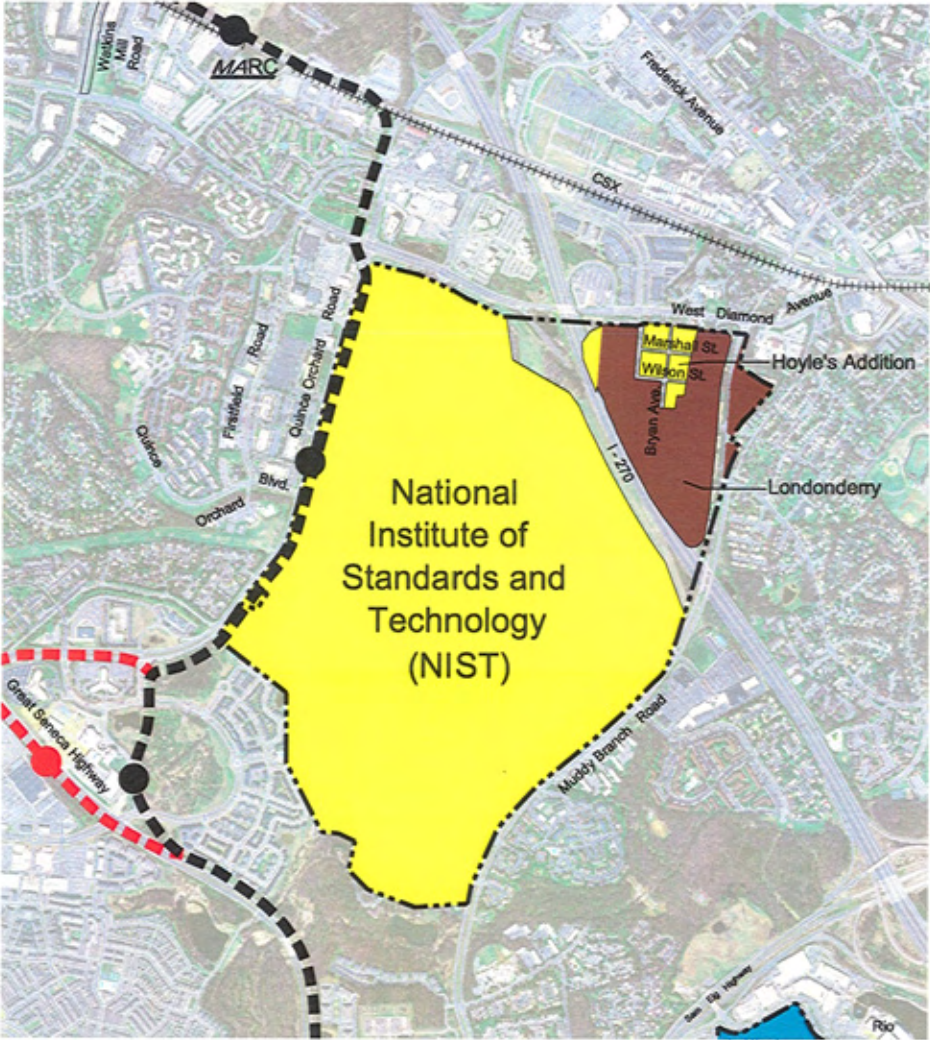 Watkins
Mill
Road
MARC
Frederick Avenue
CSX
West Diamond Avenue
Marshall St.
Hoyle's Addition
Wilson St.
Bryan Ave.
I - 270
Londonderry
Quince Orchard Road
Firstfield Road
Quince Orchard Blvd.
National
Institute of
Standards and
Technology
(NIST)
Great Seneca Highway
Muddy Branch Road
Sam Eig Highway
Rio